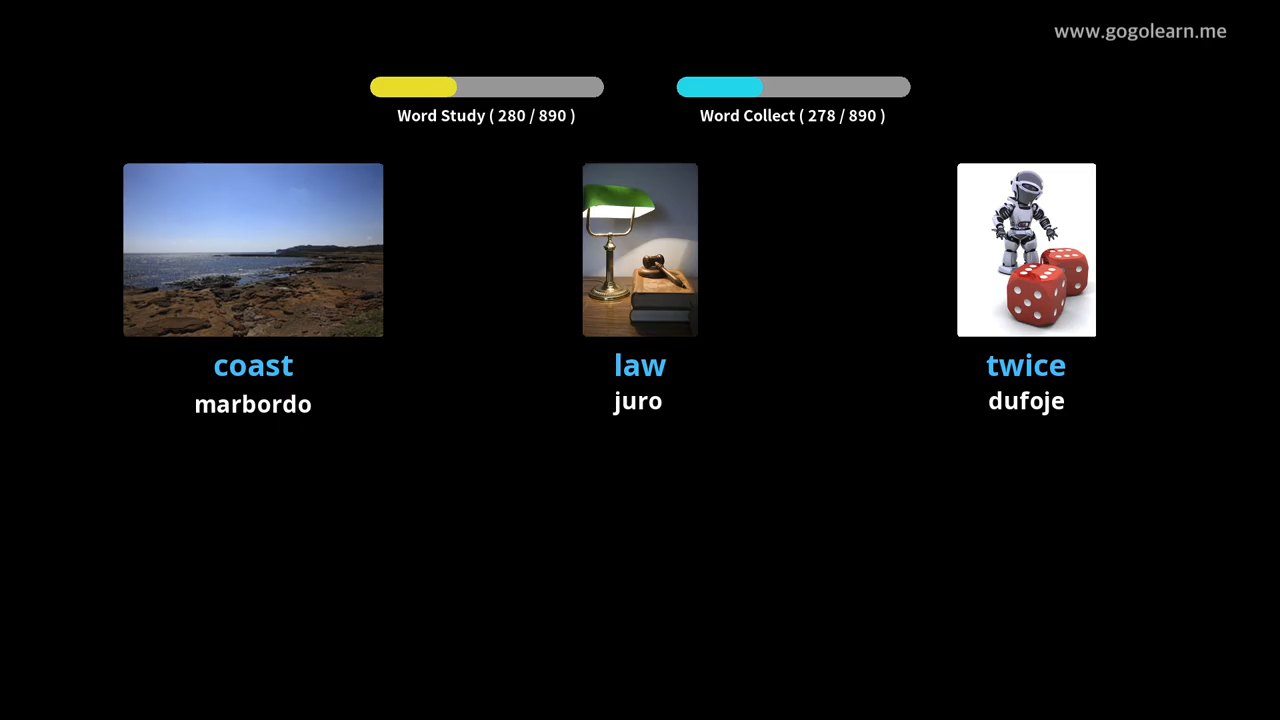 www.gogolearn.me
Word Study ( 280 / 890 )
Word Collect ( 278 / 890 )
coast
marbordo
law
juro
twice
dufoje